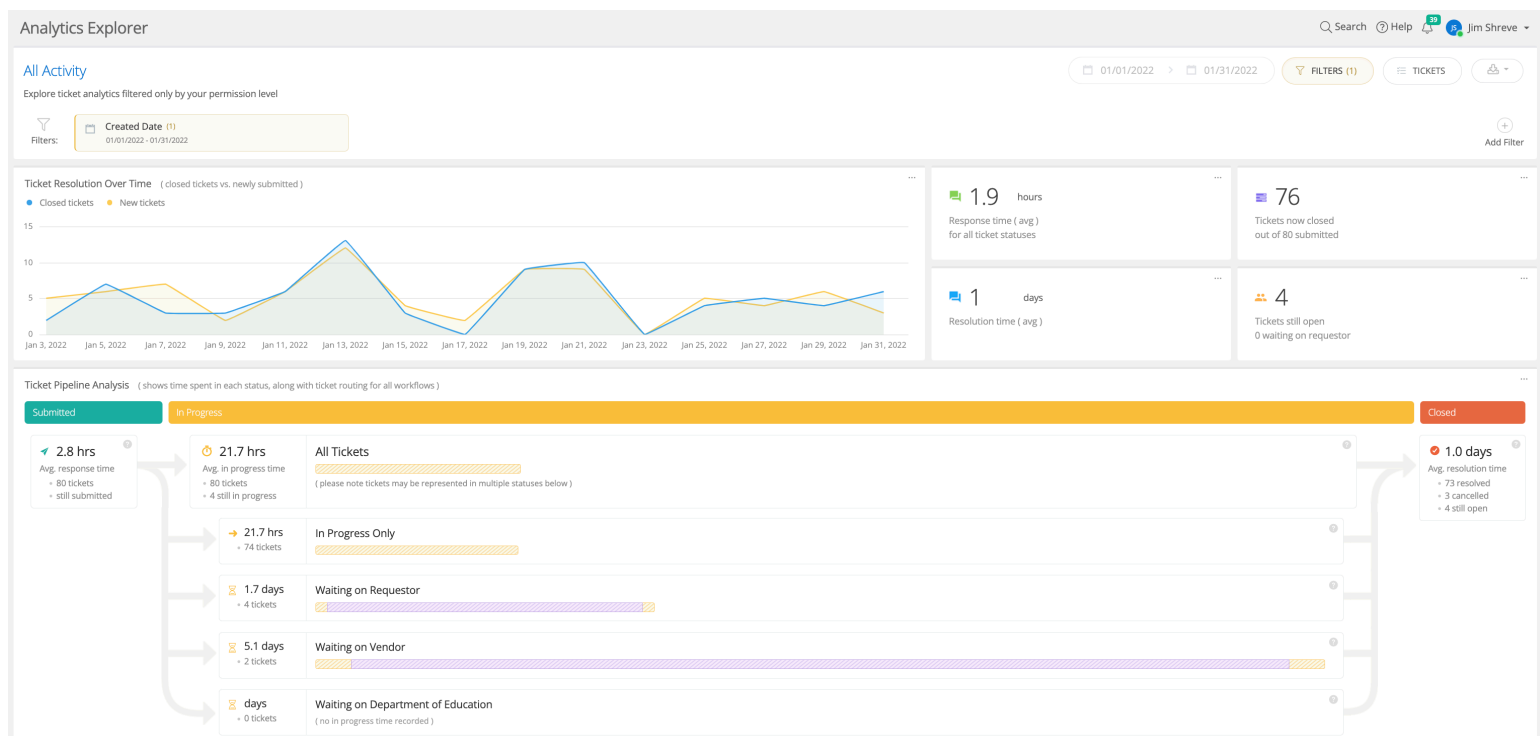 Analytics Explorer
Search Help 39 JS Jim Shreve
All Activity
01/01/2022 > 01/31/2022 FILTERS (1) TICKETS
Explore ticket analytics filtered only by your permission level
Filters:
Created Date (1)
01/01/2022 - 01/31/2022
Add Filter
Ticket Resolution Over Time ( closed tickets vs. newly submitted )
Closed tickets New tickets
15
10
5
0
Jan 3, 2022 Jan 5, 2022 Jan 7, 2022 Jan 9, 2022 Jan 11, 2022 Jan 13, 2022 Jan 15, 2022 Jan 17, 2022 Jan 19, 2022 Jan 21, 2022 Jan 23, 2022 Jan 25, 2022 Jan 27, 2022 Jan 29, 2022 Jan 31, 2022
1.9 hours
Response time ( avg )
for all ticket statuses
76
Tickets now closed
out of 80 submitted
1 days
Resolution time ( avg )
4
Tickets still open
0 waiting on requestor
Ticket Pipeline Analysis ( shows time spent in each status, along with ticket routing for all workflows )
Submitted
In Progress
Closed
2.8 hrs
Avg. response time
80 tickets
still submitted
21.7 hrs
Avg. in progress time
80 tickets
4 still in progress
All Tickets
( please note tickets may be represented in multiple statuses below )
1.0 days
Avg. resolution time
73 resolved
3 cancelled
4 still open
21.7 hrs
74 tickets
In Progress Only
1.7 days
4 tickets
Waiting on Requestor
5.1 days
2 tickets
Waiting on Vendor
days
0 tickets
Waiting on Department of Education
( no in progress time recorded )